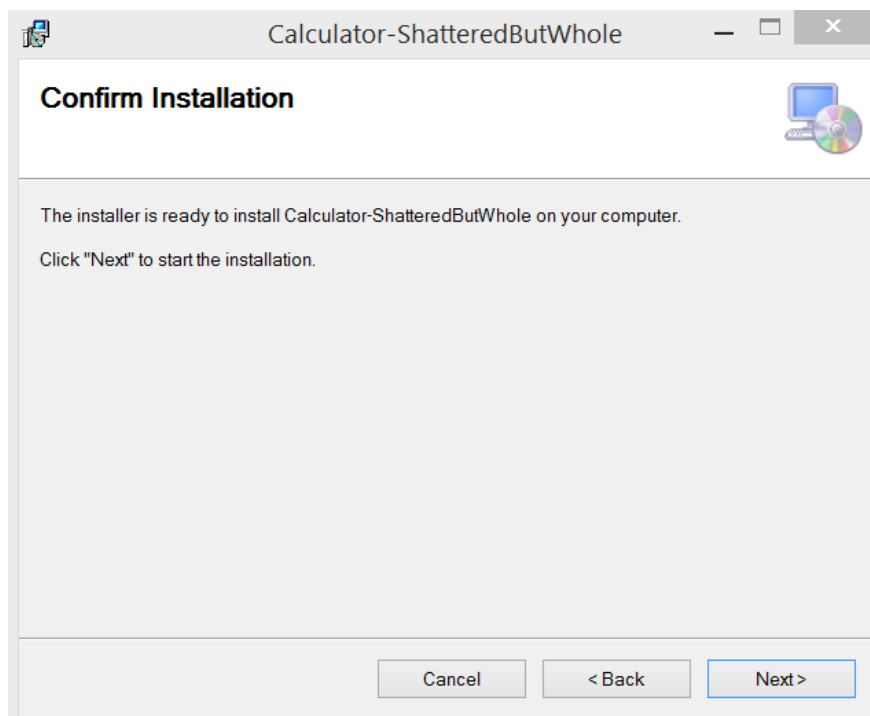 Calculator-ShatteredButWhole
Confirm Installation
The installer is ready to install Calculator-ShatteredButWhole on your computer.
Click "Next" to start the installation.
Cancel
< Back
Next >